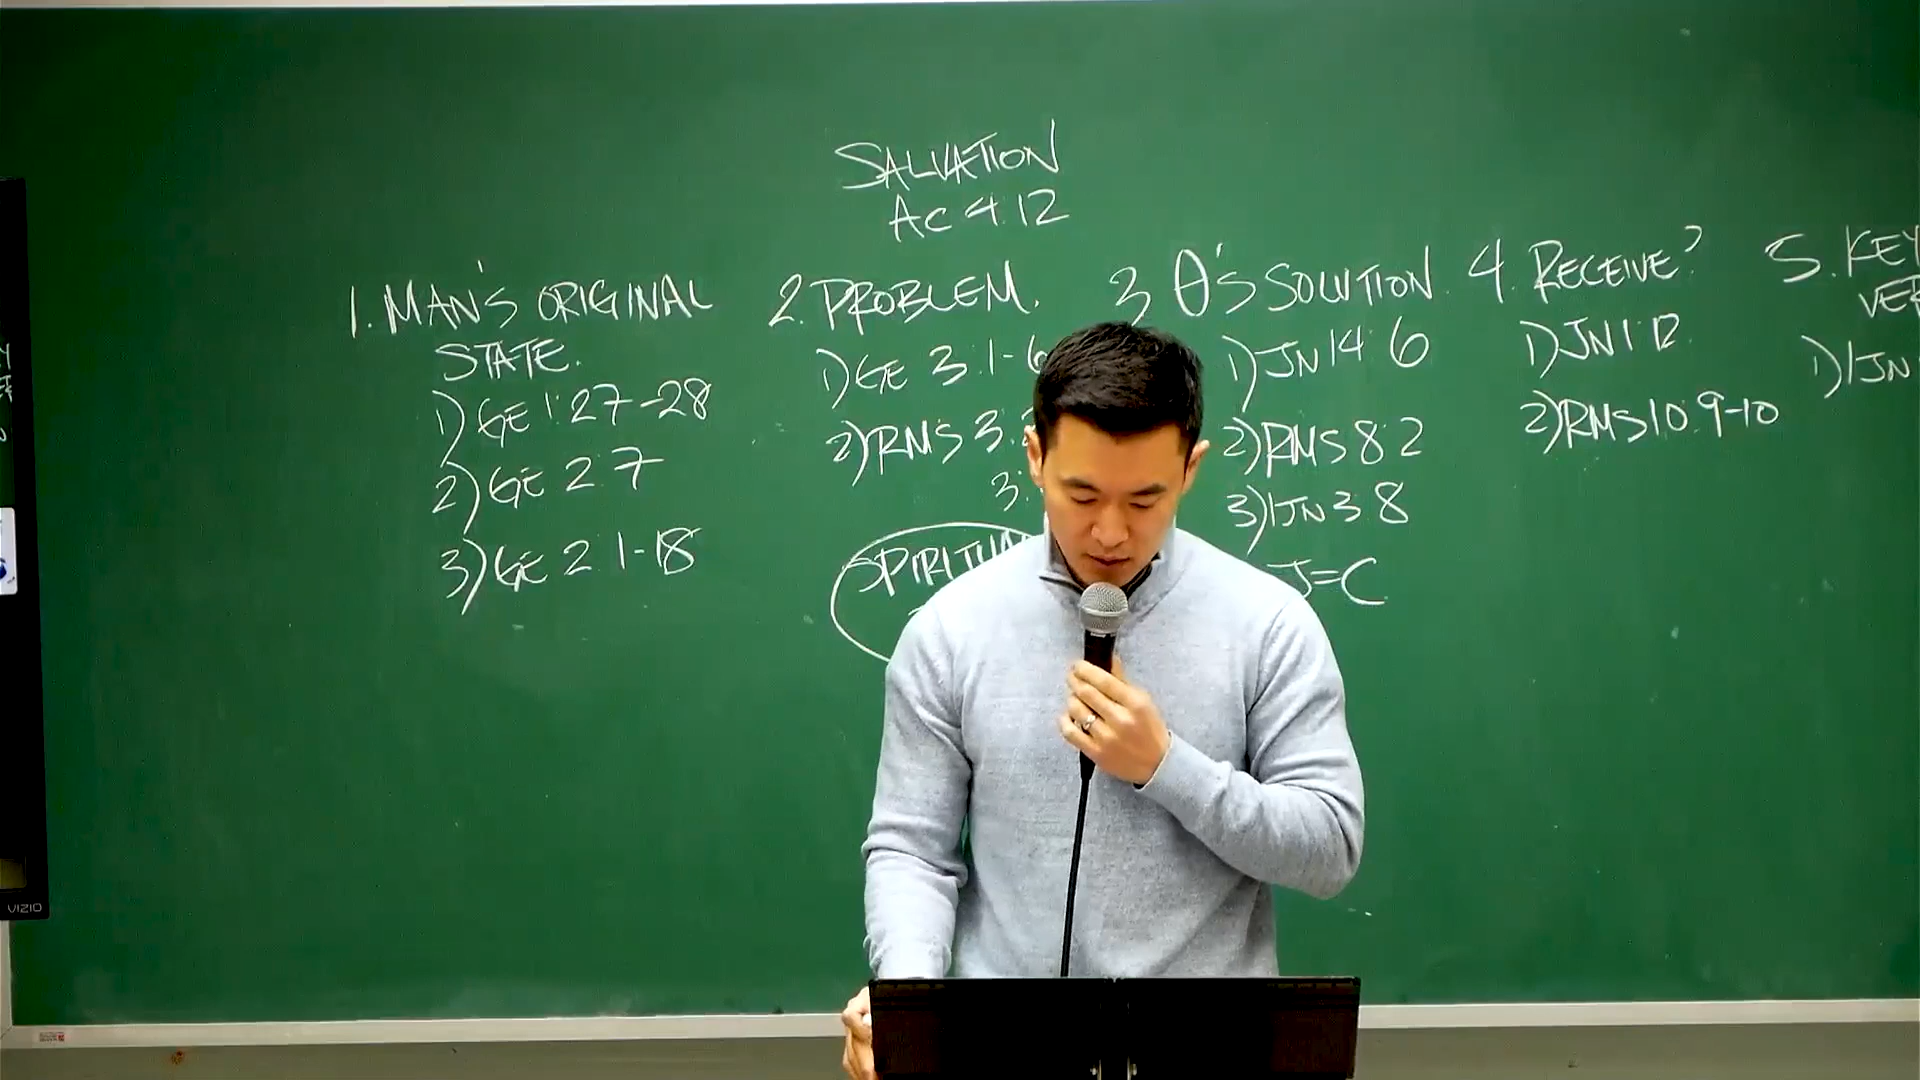 SALVATION
AC 4:12
1. MAN'S ORIGINAL
STATE.
1) GE 1:27-28
2) GE 2:7
3) GE 2:1-18
2. PROBLEM.
1) GE 3:1-6
2) RMS 3:
3:
SPIRITUA
3 θ's SOLUTION.
1) JN 14:6
2) RMS 8:2
3) 1JN 3:8
J=C
4. RECEIVE?
1) JN 1:12
2) RMS 10:9-10
5. KEY
VER
1) 1JN
VIZIO